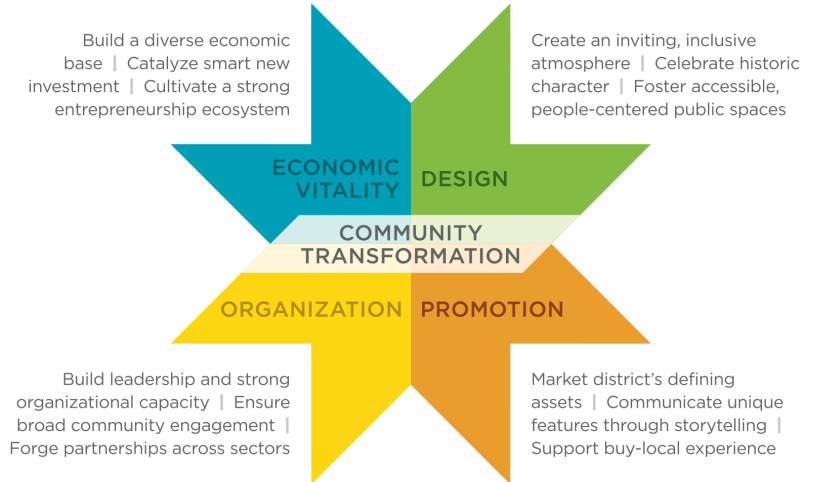 Build a diverse economic
base | Catalyze smart new
investment | Cultivate a strong
entrepreneurship ecosystem
Create an inviting, inclusive
atmosphere | Celebrate historic
character | Foster accessible,
people-centered public spaces
ECONOMIC
VITALITY
DESIGN
COMMUNITY
TRANSFORMATION
ORGANIZATION
PROMOTION
Build leadership and strong
organizational capacity | Ensure
broad community engagement |
Forge partnerships across sectors
Market district’s defining
assets | Communicate unique
features through storytelling |
Support buy-local experience